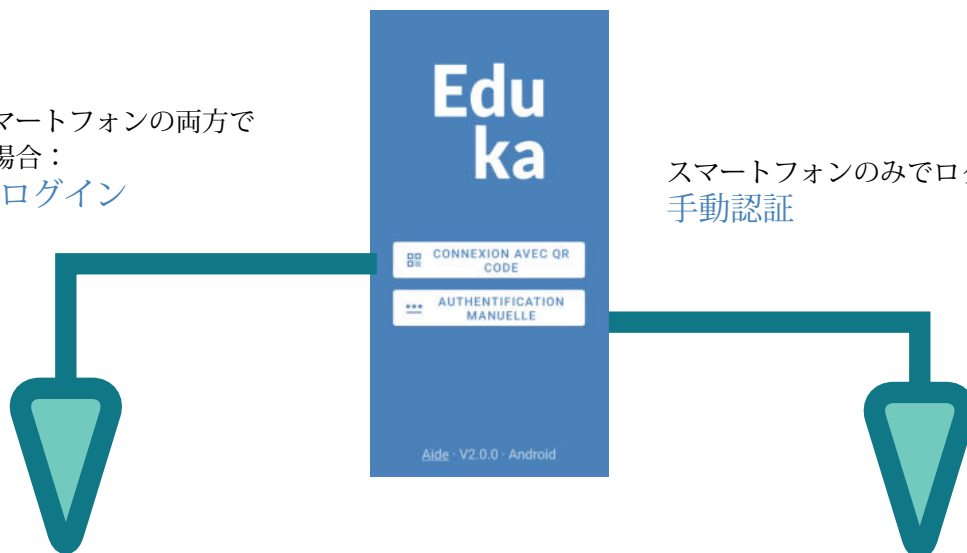 マートフォンの両方で
場合：
ログイン
Edu
ka
スマートフォンのみでログ
手動認証
CONNEXION AVEC QR
CODE
AUTHENTIFICATION
MANUELLE
Aide · V2.0.0 · Android